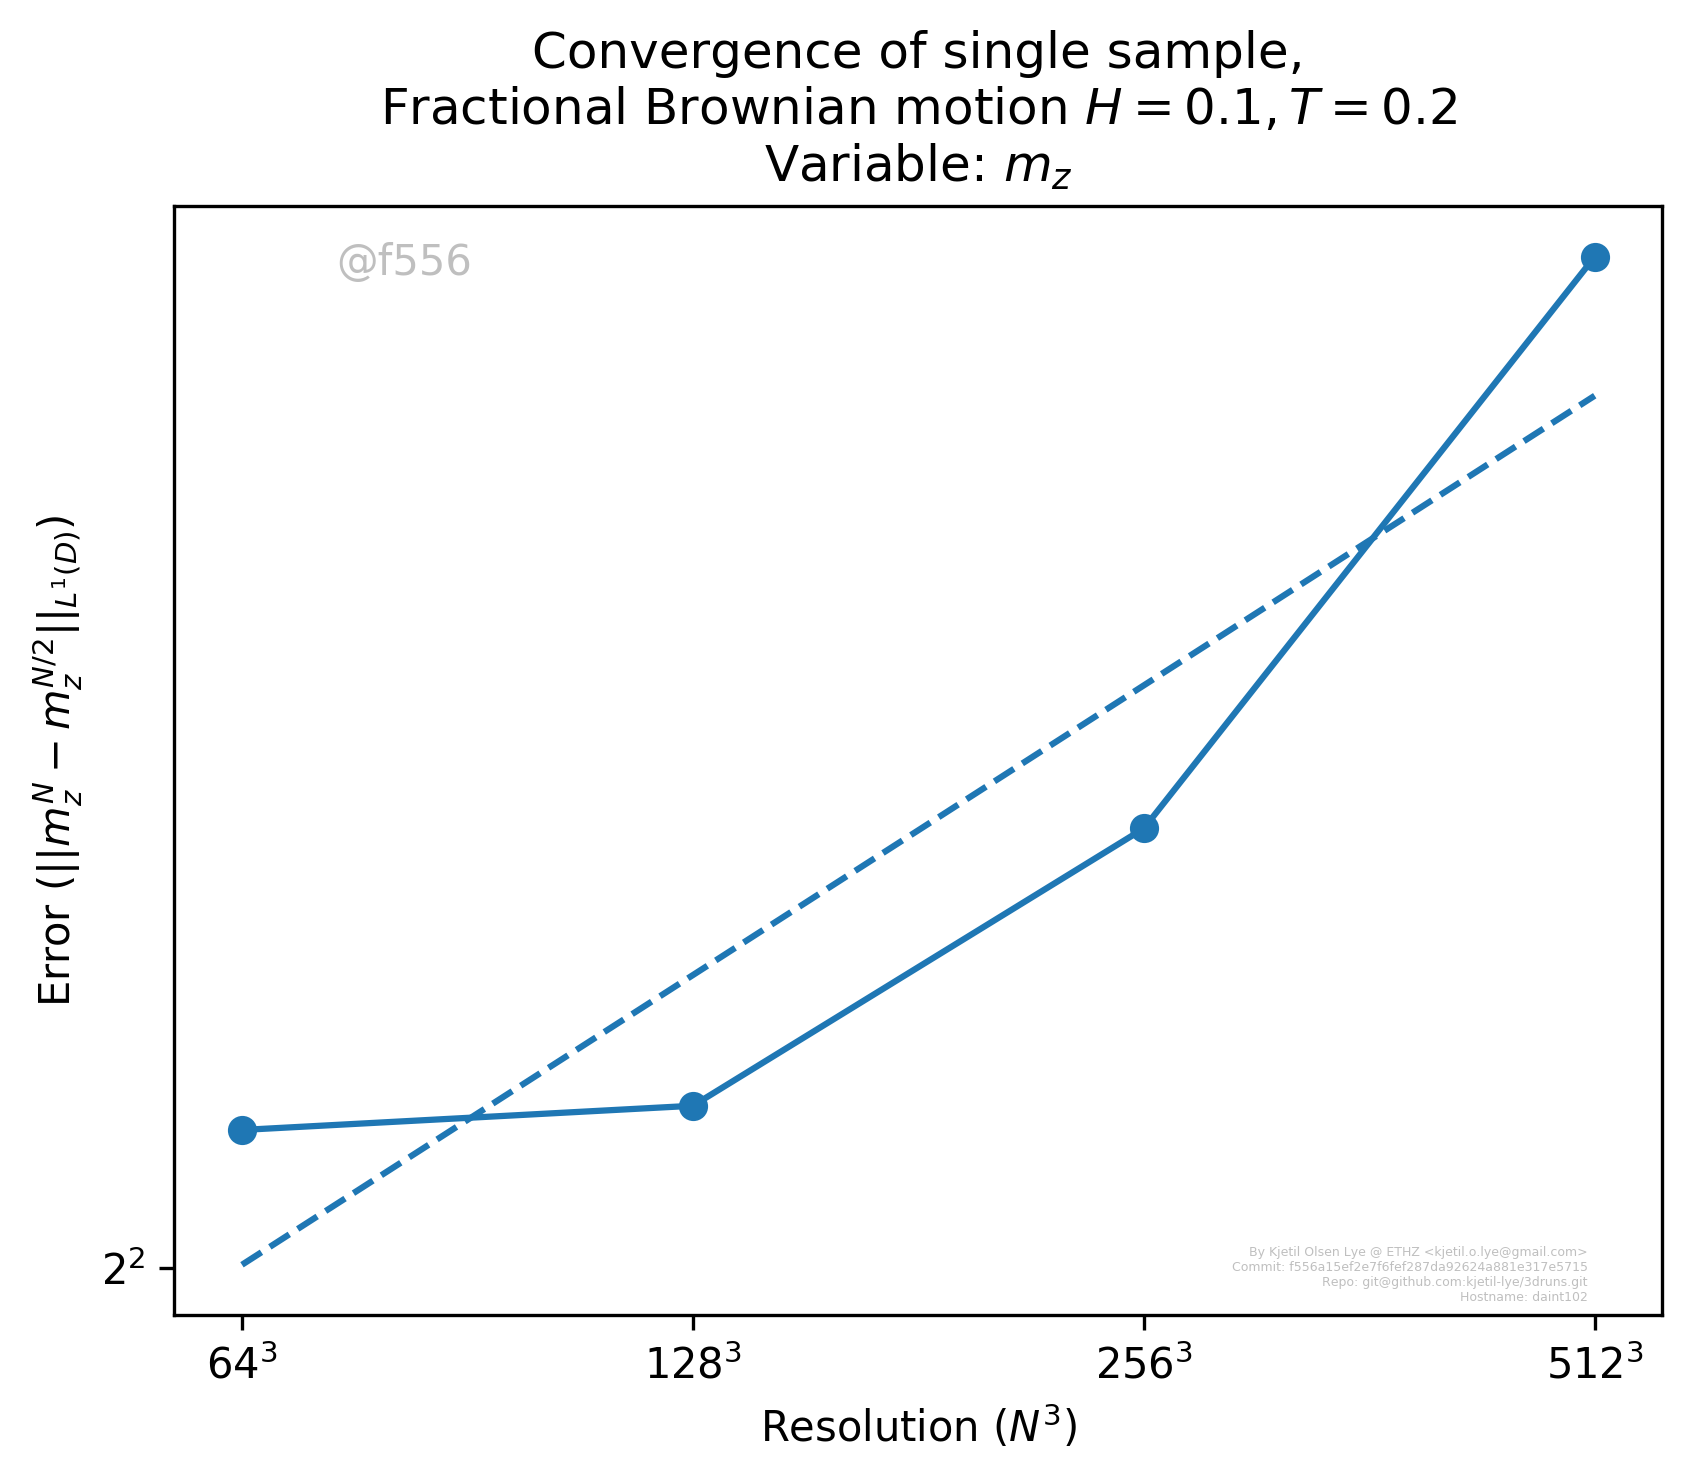 Convergence of single sample,
Fractional Brownian motion H = 0.1, T = 0.2
Variable: m_z
@f556
Error (||m_z^N − m_z^{N/2}||_{L^1(D)})
2^2
By Kjetil Olsen Lye @ ETHZ <kjetil.o.lye@gmail.com>
Commit: f556a15ef2e7f6fef287da92624a881e317e5715
Repo: git@github.com:kjetil-lye/3druns.git
Hostname: daint102
64^3 128^3 256^3 512^3
Resolution (N^3)